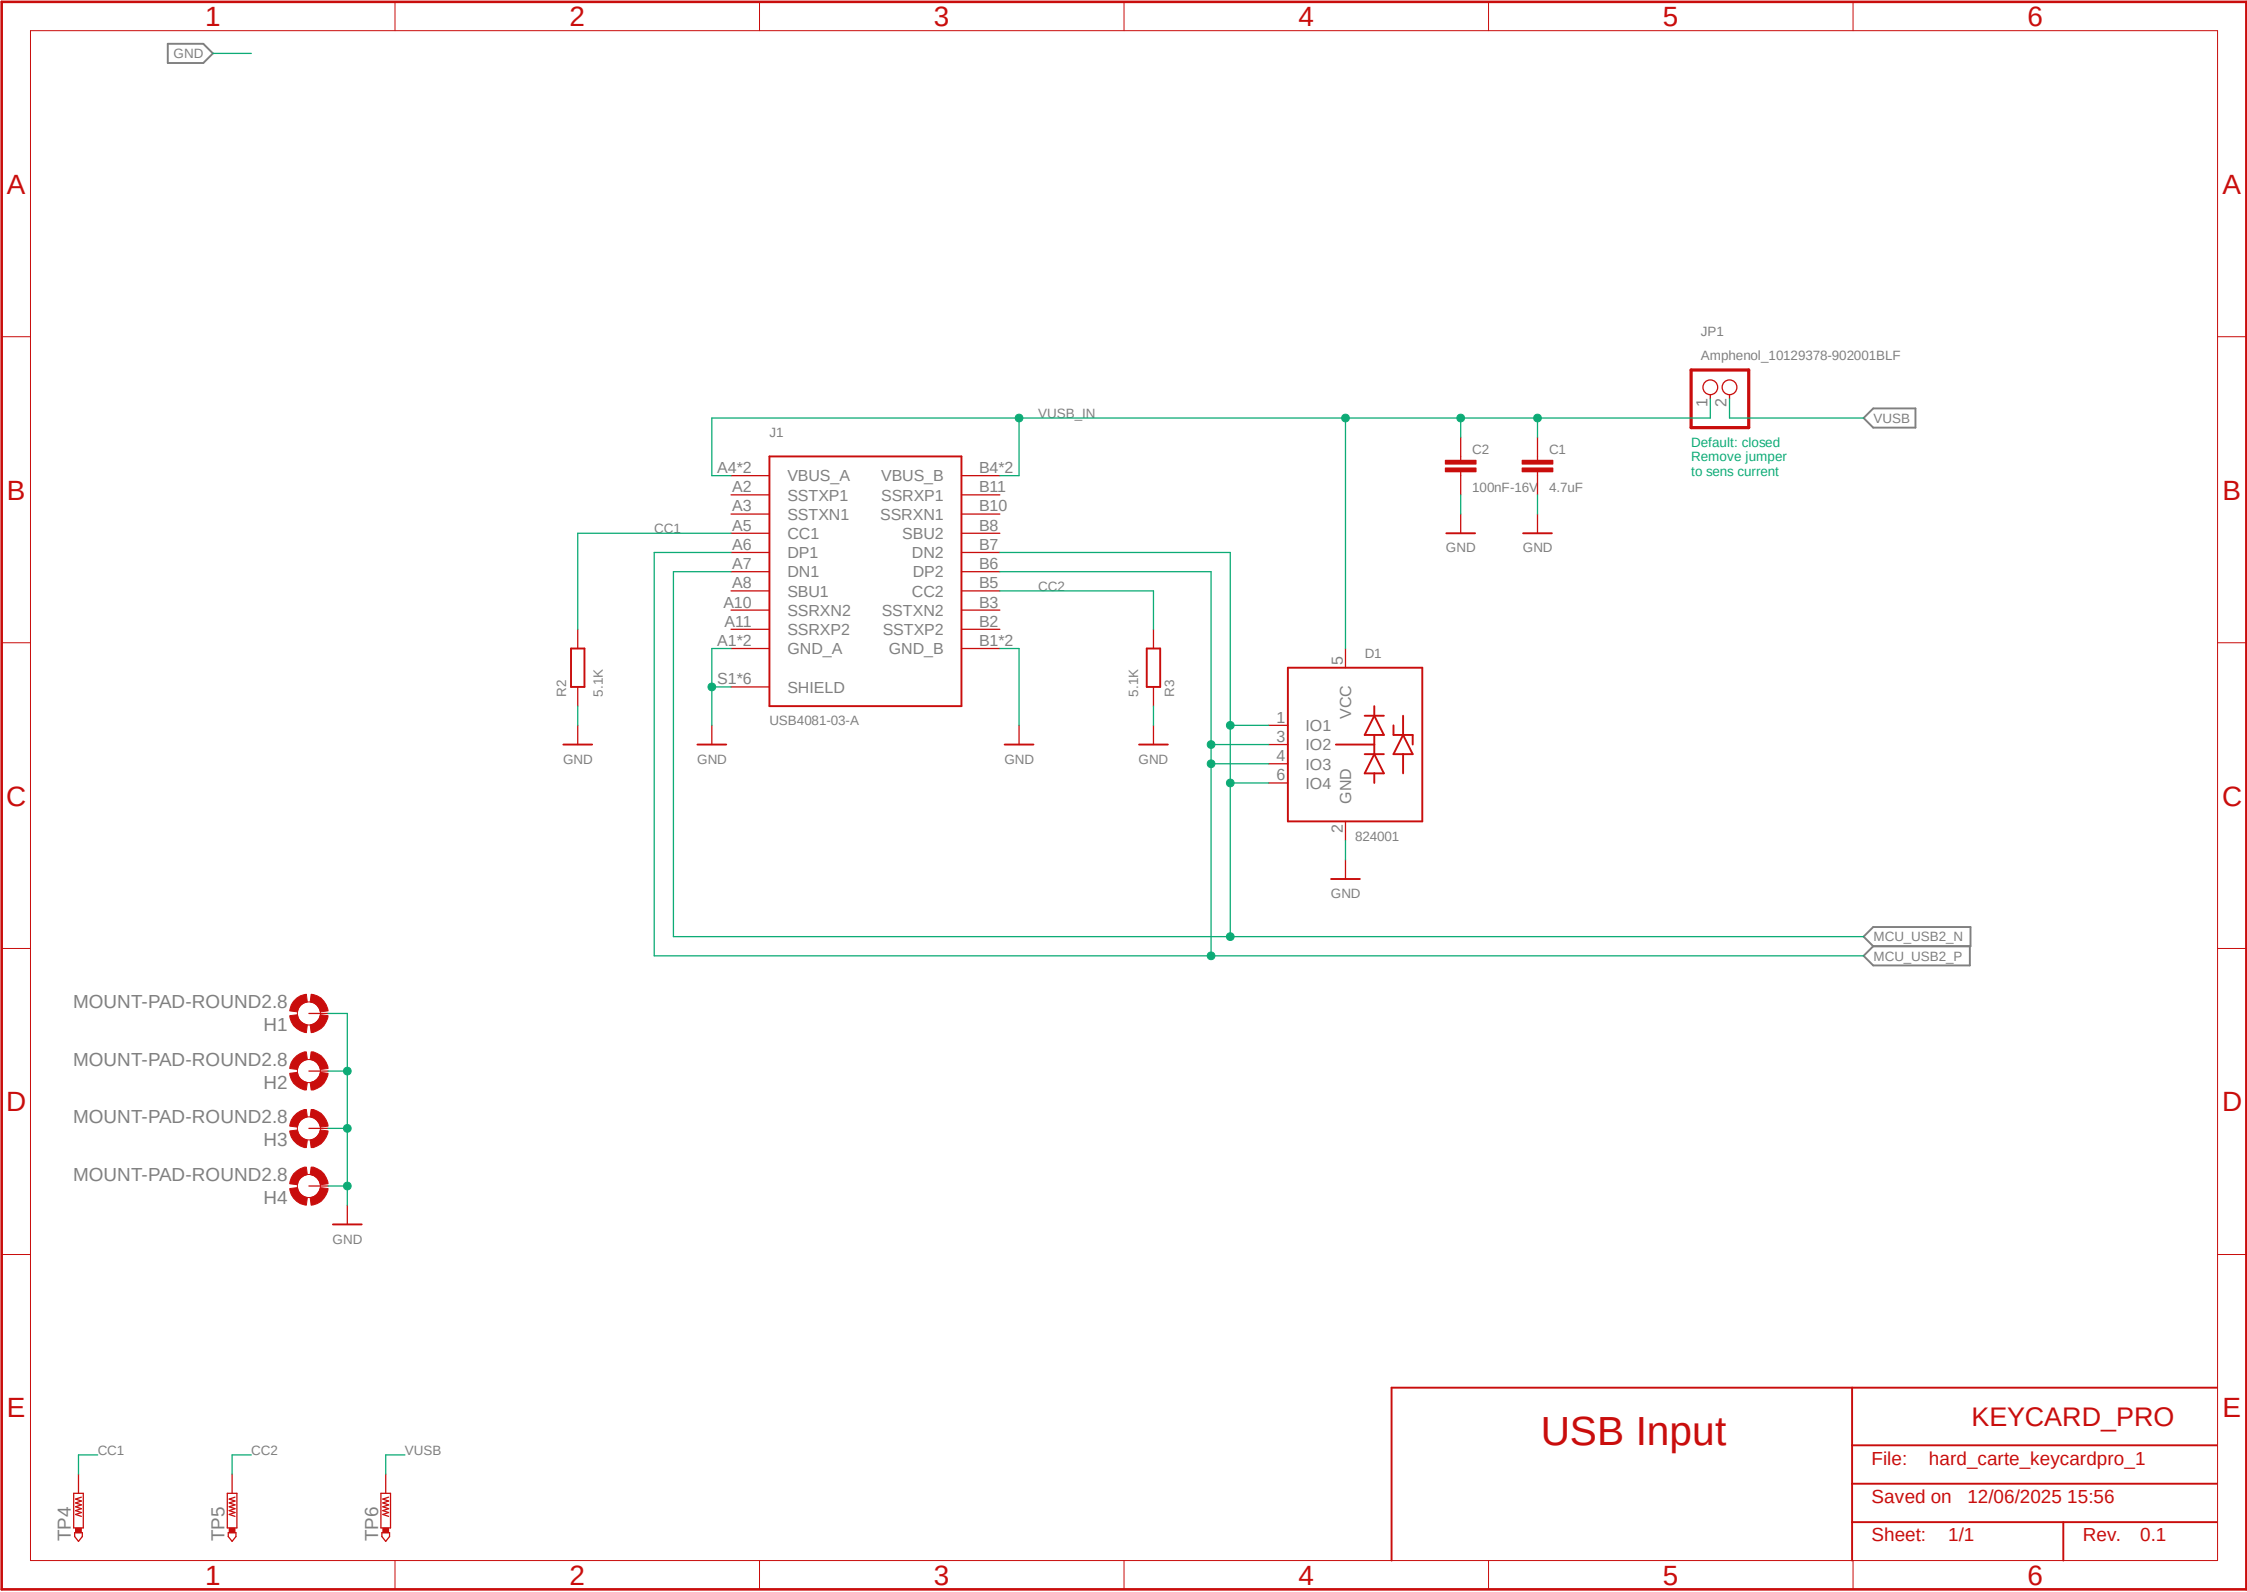 1 2 3 4 5 6
GND
A A
JP1
Amphenol_10129378-902001BLF
1 2
VUSB_IN
VUSB
J1
Default: closed
Remove jumper
to sens current
C2 C1
100nF-16V 4.7uF
GND GND
B B
A4*2 VBUS_A VBUS_B B4*2
A2 SSTXP1 SSRXP1 B11
A3 SSTXN1 SSRXN1 B10
CC1 A5 CC1 SBU2 B8
A6 DP1 DN2 B7
A7 DN1 DP2 B6
A8 SBU1 CC2 B5 CC2
A10 SSRXN2 SSTXN2 B3
A11 SSRXP2 SSTXP2 B2
A1*2 GND_A GND_B B1*2
S1*6 SHIELD
USB4081-03-A
R2 5.1K
5.1K R3
GND GND GND GND
5 D1
VCC
1 IO1
3 IO2
4 IO3
6 IO4
GND
2 824001
GND
C C
MCU_USB2_N
MCU_USB2_P
MOUNT-PAD-ROUND2.8
H1
MOUNT-PAD-ROUND2.8
H2
MOUNT-PAD-ROUND2.8
H3
MOUNT-PAD-ROUND2.8
H4
GND
D D
E E
CC1 CC2 VUSB
TP4 TP5 TP6
USB Input
KEYCARD_PRO
File: hard_carte_keycardpro_1
Saved on 12/06/2025 15:56
Sheet: 1/1 Rev. 0.1
1 2 3 4 5 6